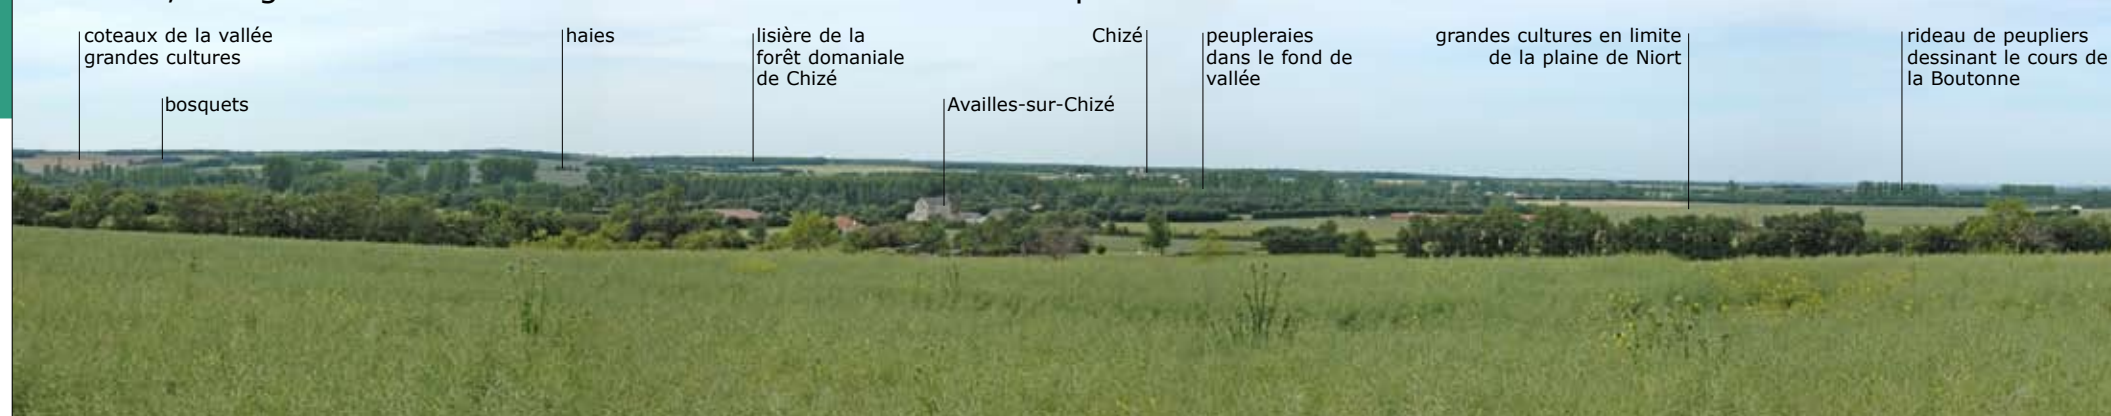 coteaux de la vallée
grandes cultures
bosquets
haies
lisière de la
forêt domaniale
de Chizé
Availles-sur-Chizé
Chizé
peupleraies
dans le fond de
vallée
grandes cultures en limite
de la plaine de Niort
rideau de peupliers
dessinant le cours de
la Boutonne